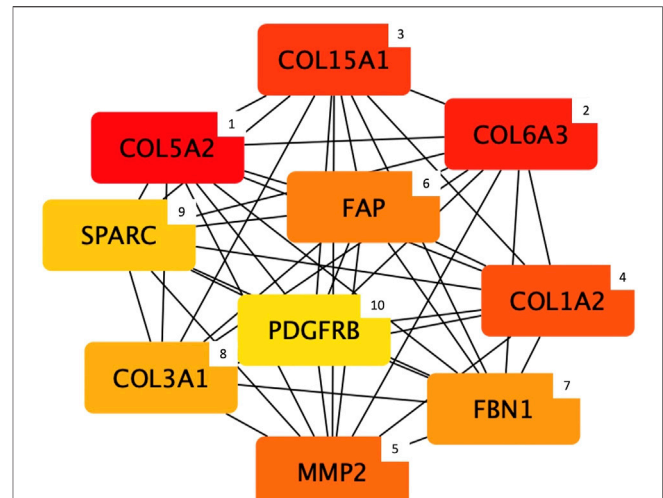 COL15A1 3
COL5A2 1
COL6A3 2
FAP 6
SPARC 9
COL1A2 4
PDGFRB 10
COL3A1 8
FBN1 7
MMP2 5